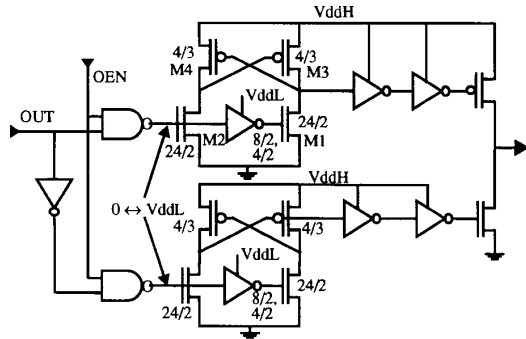 VddH
4/3
M4
4/3
M3
OEN
VddL
OUT
24/2
M2
24/2
8/2,
4/2
M1
0 ↔ VddL
VddH
4/3
4/3
VddL
24/2
8/2,
4/2
24/2